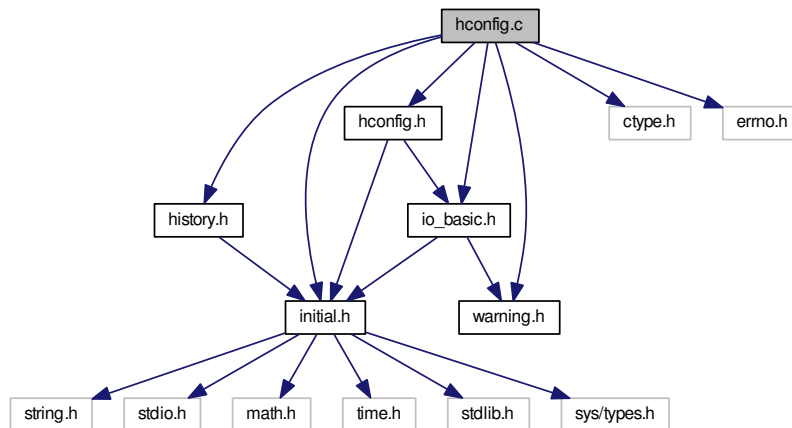 hconfig.c
hconfig.h
ctype.h
errno.h
history.h
io_basic.h
initial.h
warning.h
string.h
stdio.h
math.h
time.h
stdlib.h
sys/types.h